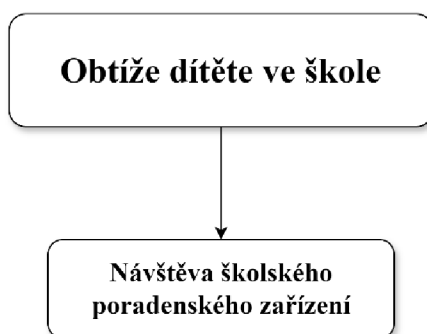 Obtíže dítěte ve škole
Návštěva školského
poradenského zařízení